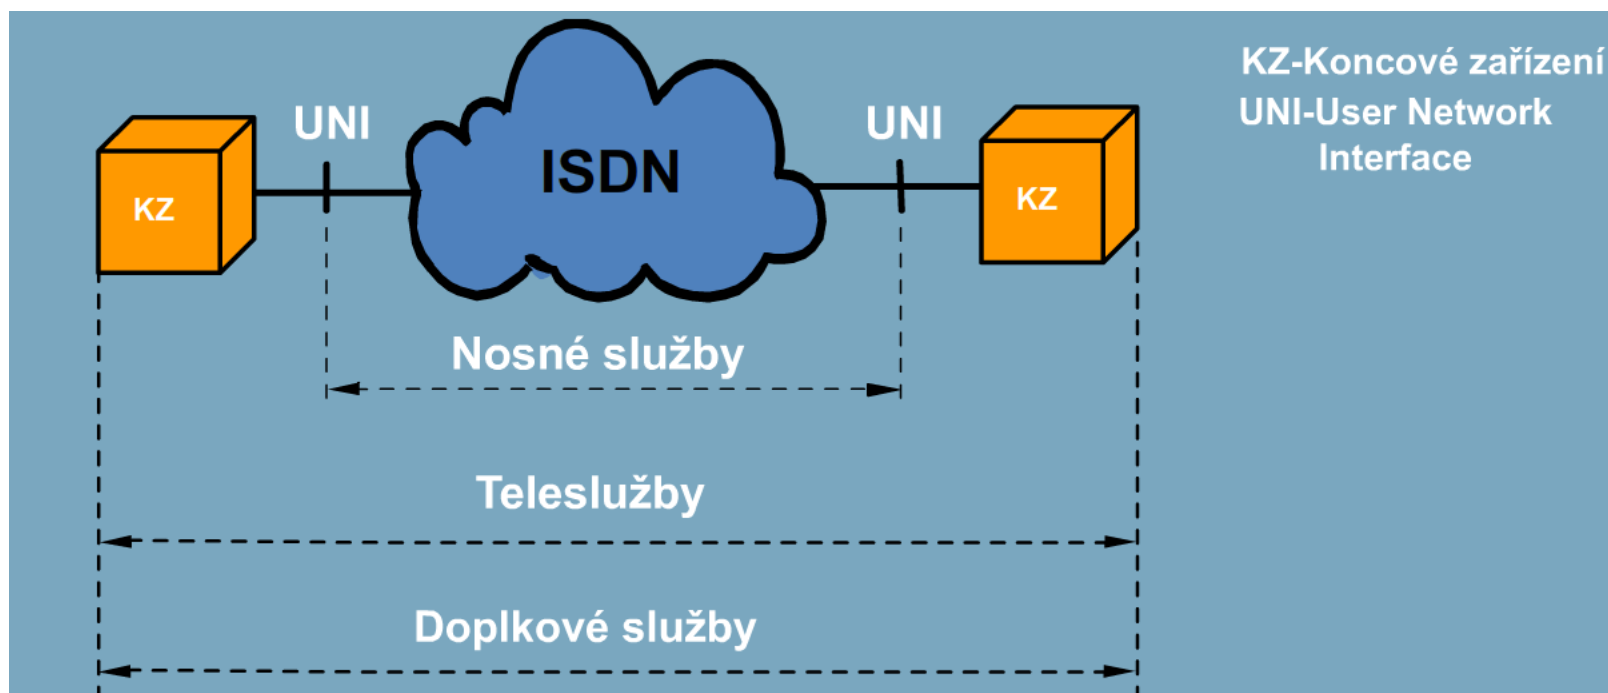 KZ-Koncové zařízení
UNI-User Network
Interface
UNI
UNI
ISDN
KZ
KZ
Nosné služby
Teleslužby
Doplkové služby